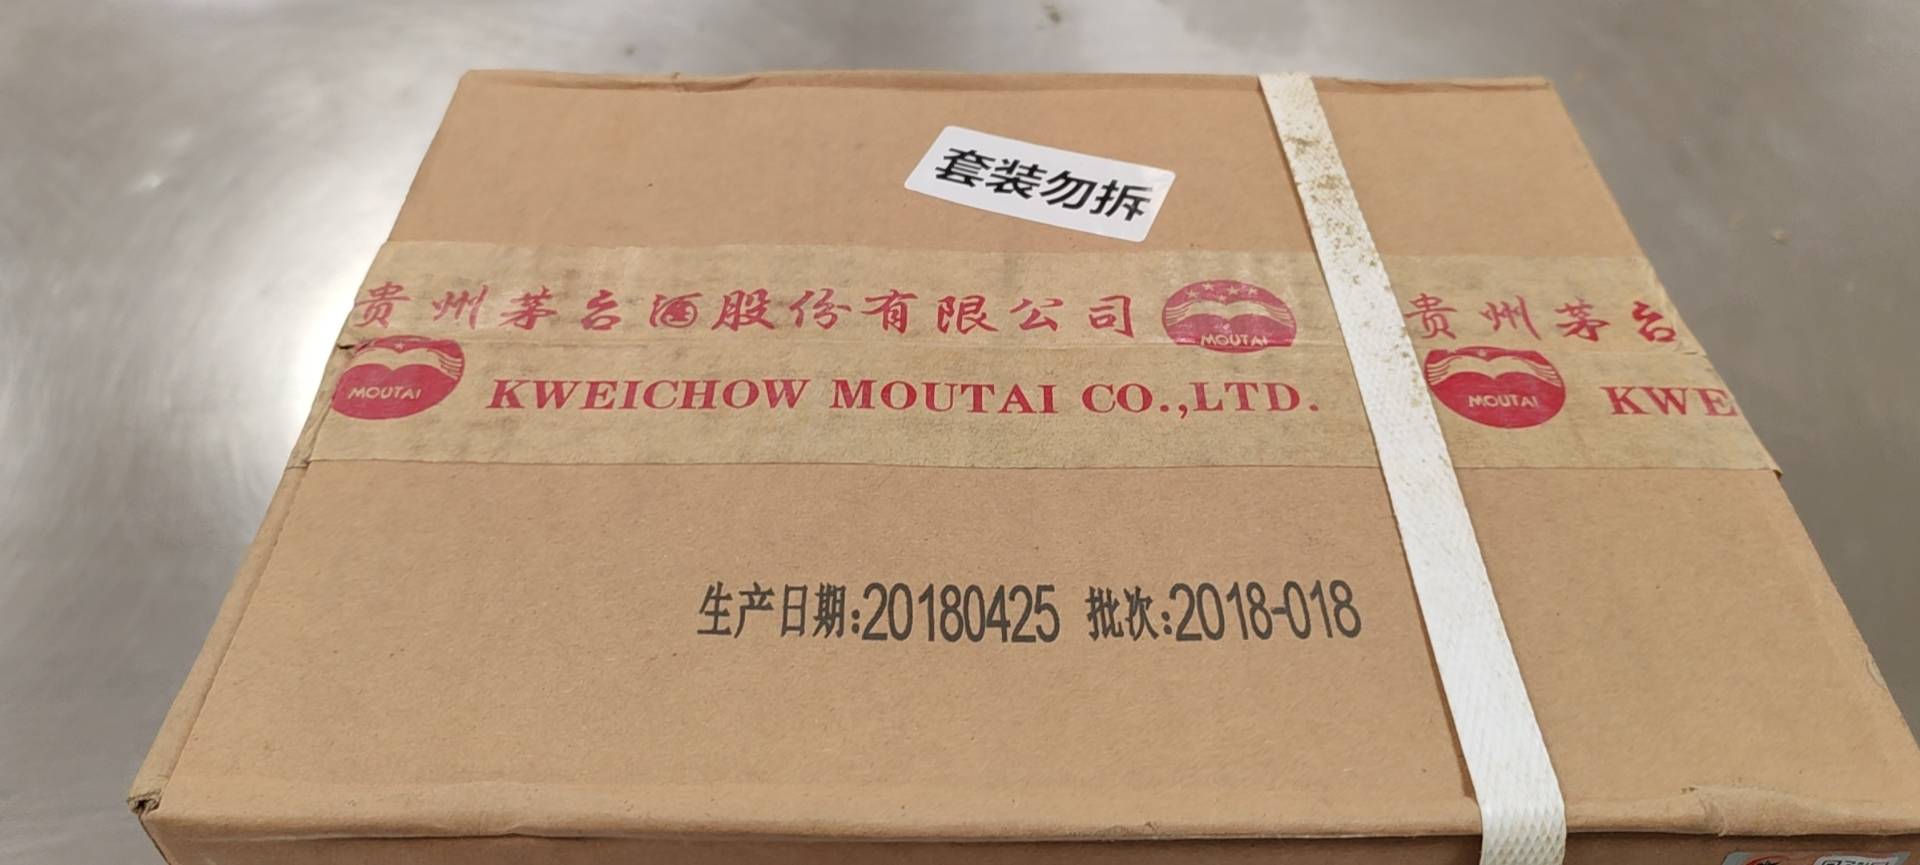 套装勿拆
贵州茅台酒股份有限公司 MOUTAI 贵州茅台
MOUTAI KWEICHOW MOUTAI CO.,LTD. MOUTAI KWE
生产日期:20180425 批次:2018-018